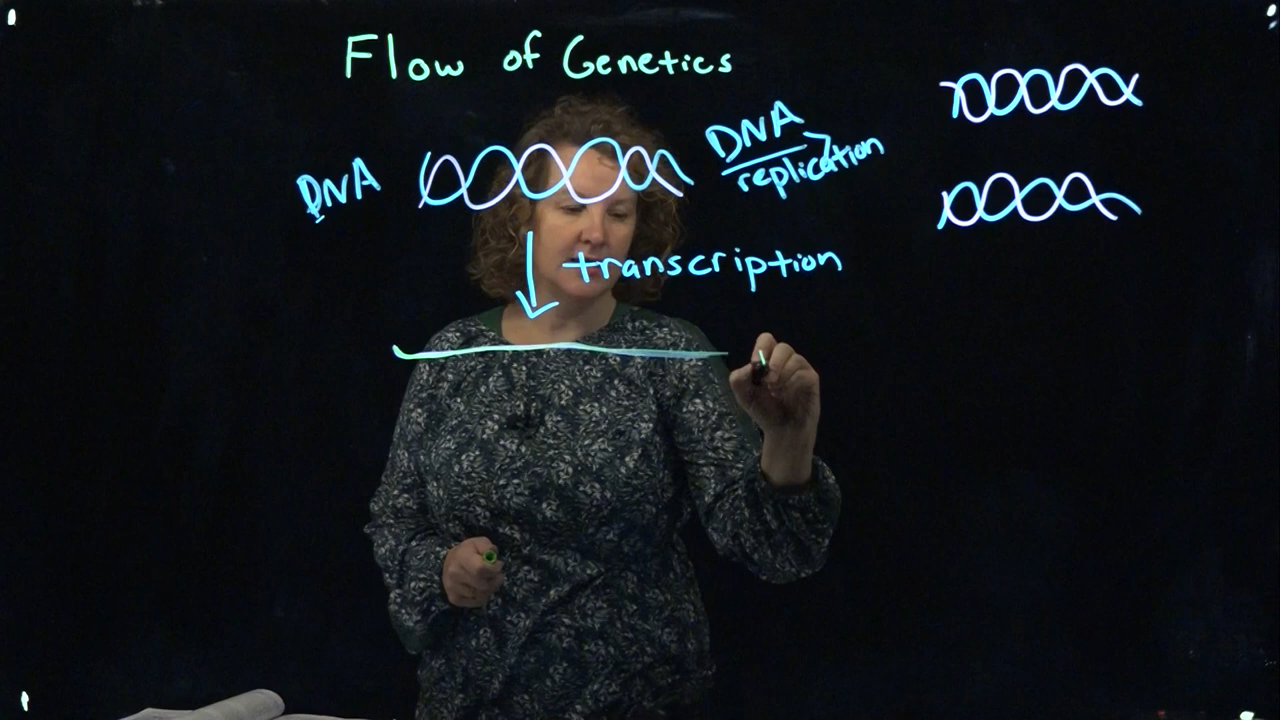 Flow of Genetics
DNA
DNA
replication
transcription